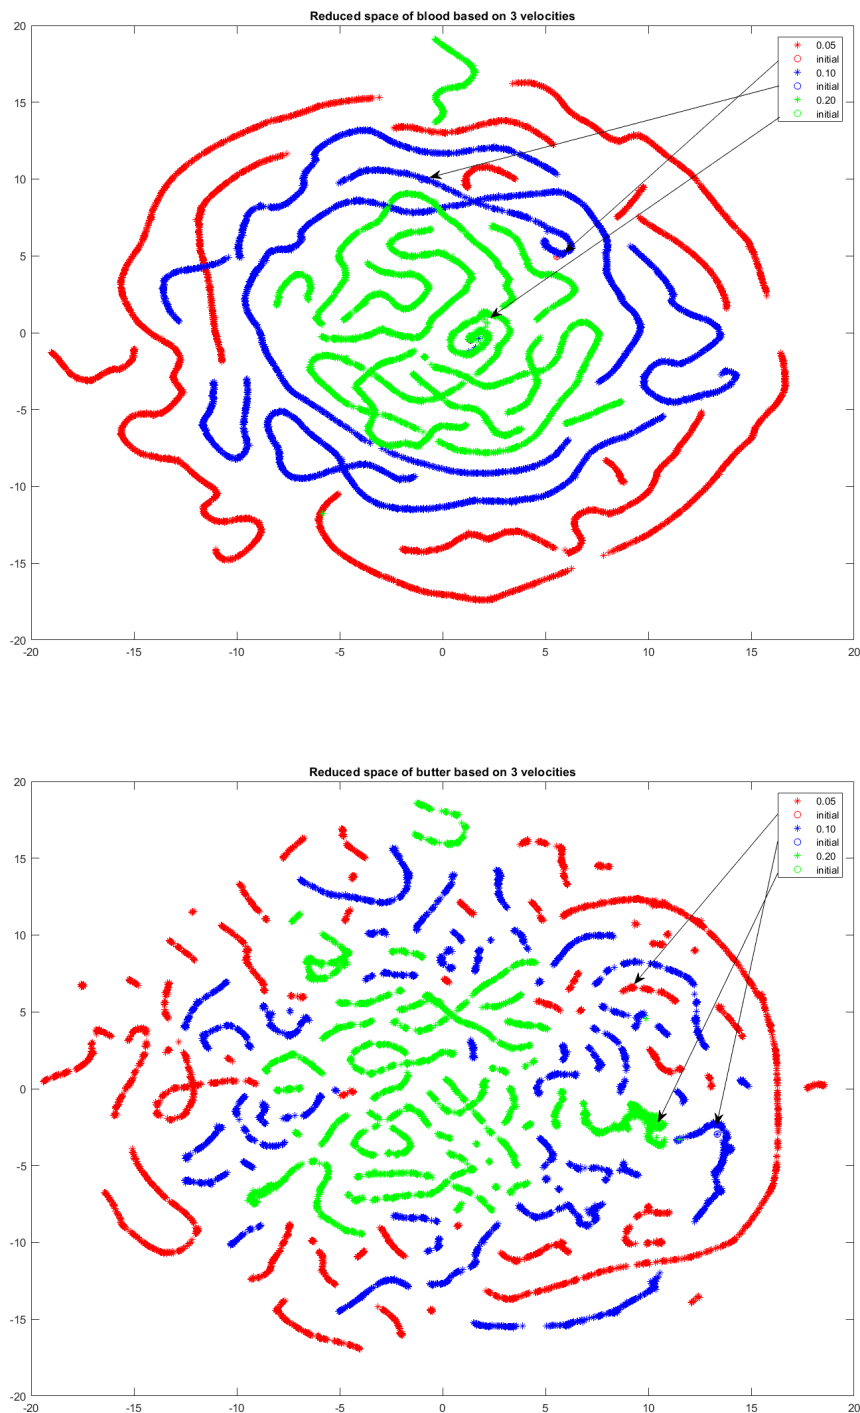 Reduced space of blood based on 3 velocities
20
15
10
5
0
-5
-10
-15
-20
-20 -15 -10 -5 0 5 10 15 20
0.05
initial
0.10
initial
0.20
initial
Reduced space of butter based on 3 velocities
20
15
10
5
0
-5
-10
-15
-20
-20 -15 -10 -5 0 5 10 15 20
0.05
initial
0.10
initial
0.20
initial